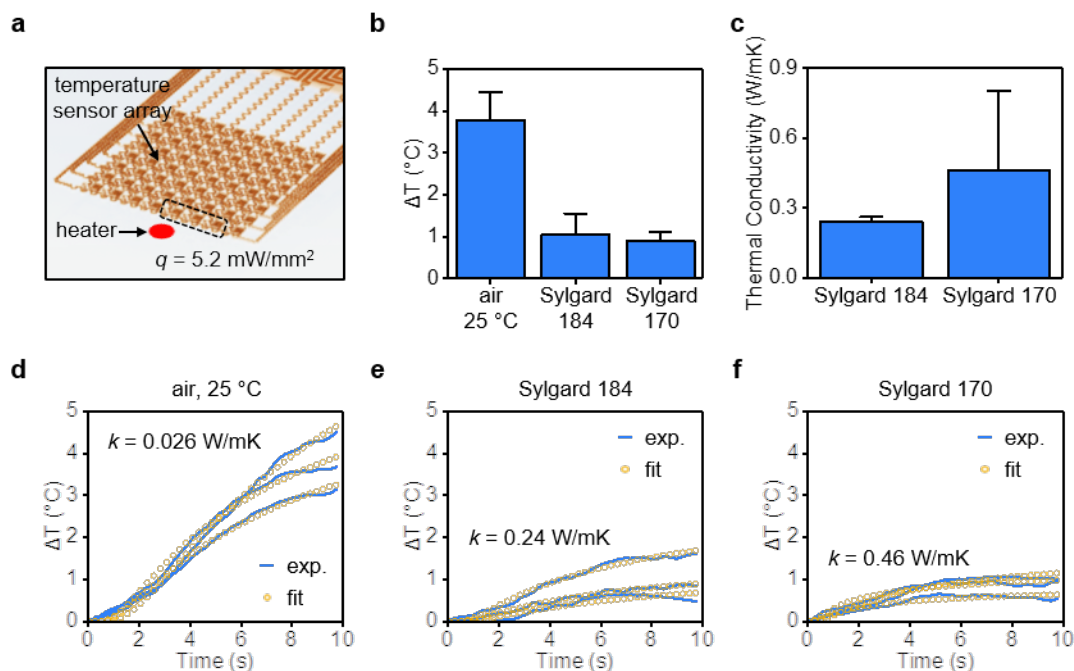 a
temperature
sensor array
heater
q = 5.2 mW/mm²
b
ΔT (°C)
5
4
3
2
1
0
air
25 °C
Sylgard
184
Sylgard
170
c
Thermal Conductivity (W/mK)
0.9
0.6
0.3
0.0
Sylgard 184
Sylgard 170
d
air, 25 °C
ΔT (°C)
5
4
3
2
1
0
k = 0.026 W/mK
exp.
fit
0 2 4 6 8 10
Time (s)
e
Sylgard 184
ΔT (°C)
5
4
3
2
1
0
exp.
fit
k = 0.24 W/mK
0 2 4 6 8 10
Time (s)
f
Sylgard 170
ΔT (°C)
5
4
3
2
1
0
exp.
fit
k = 0.46 W/mK
0 2 4 6 8 10
Time (s)